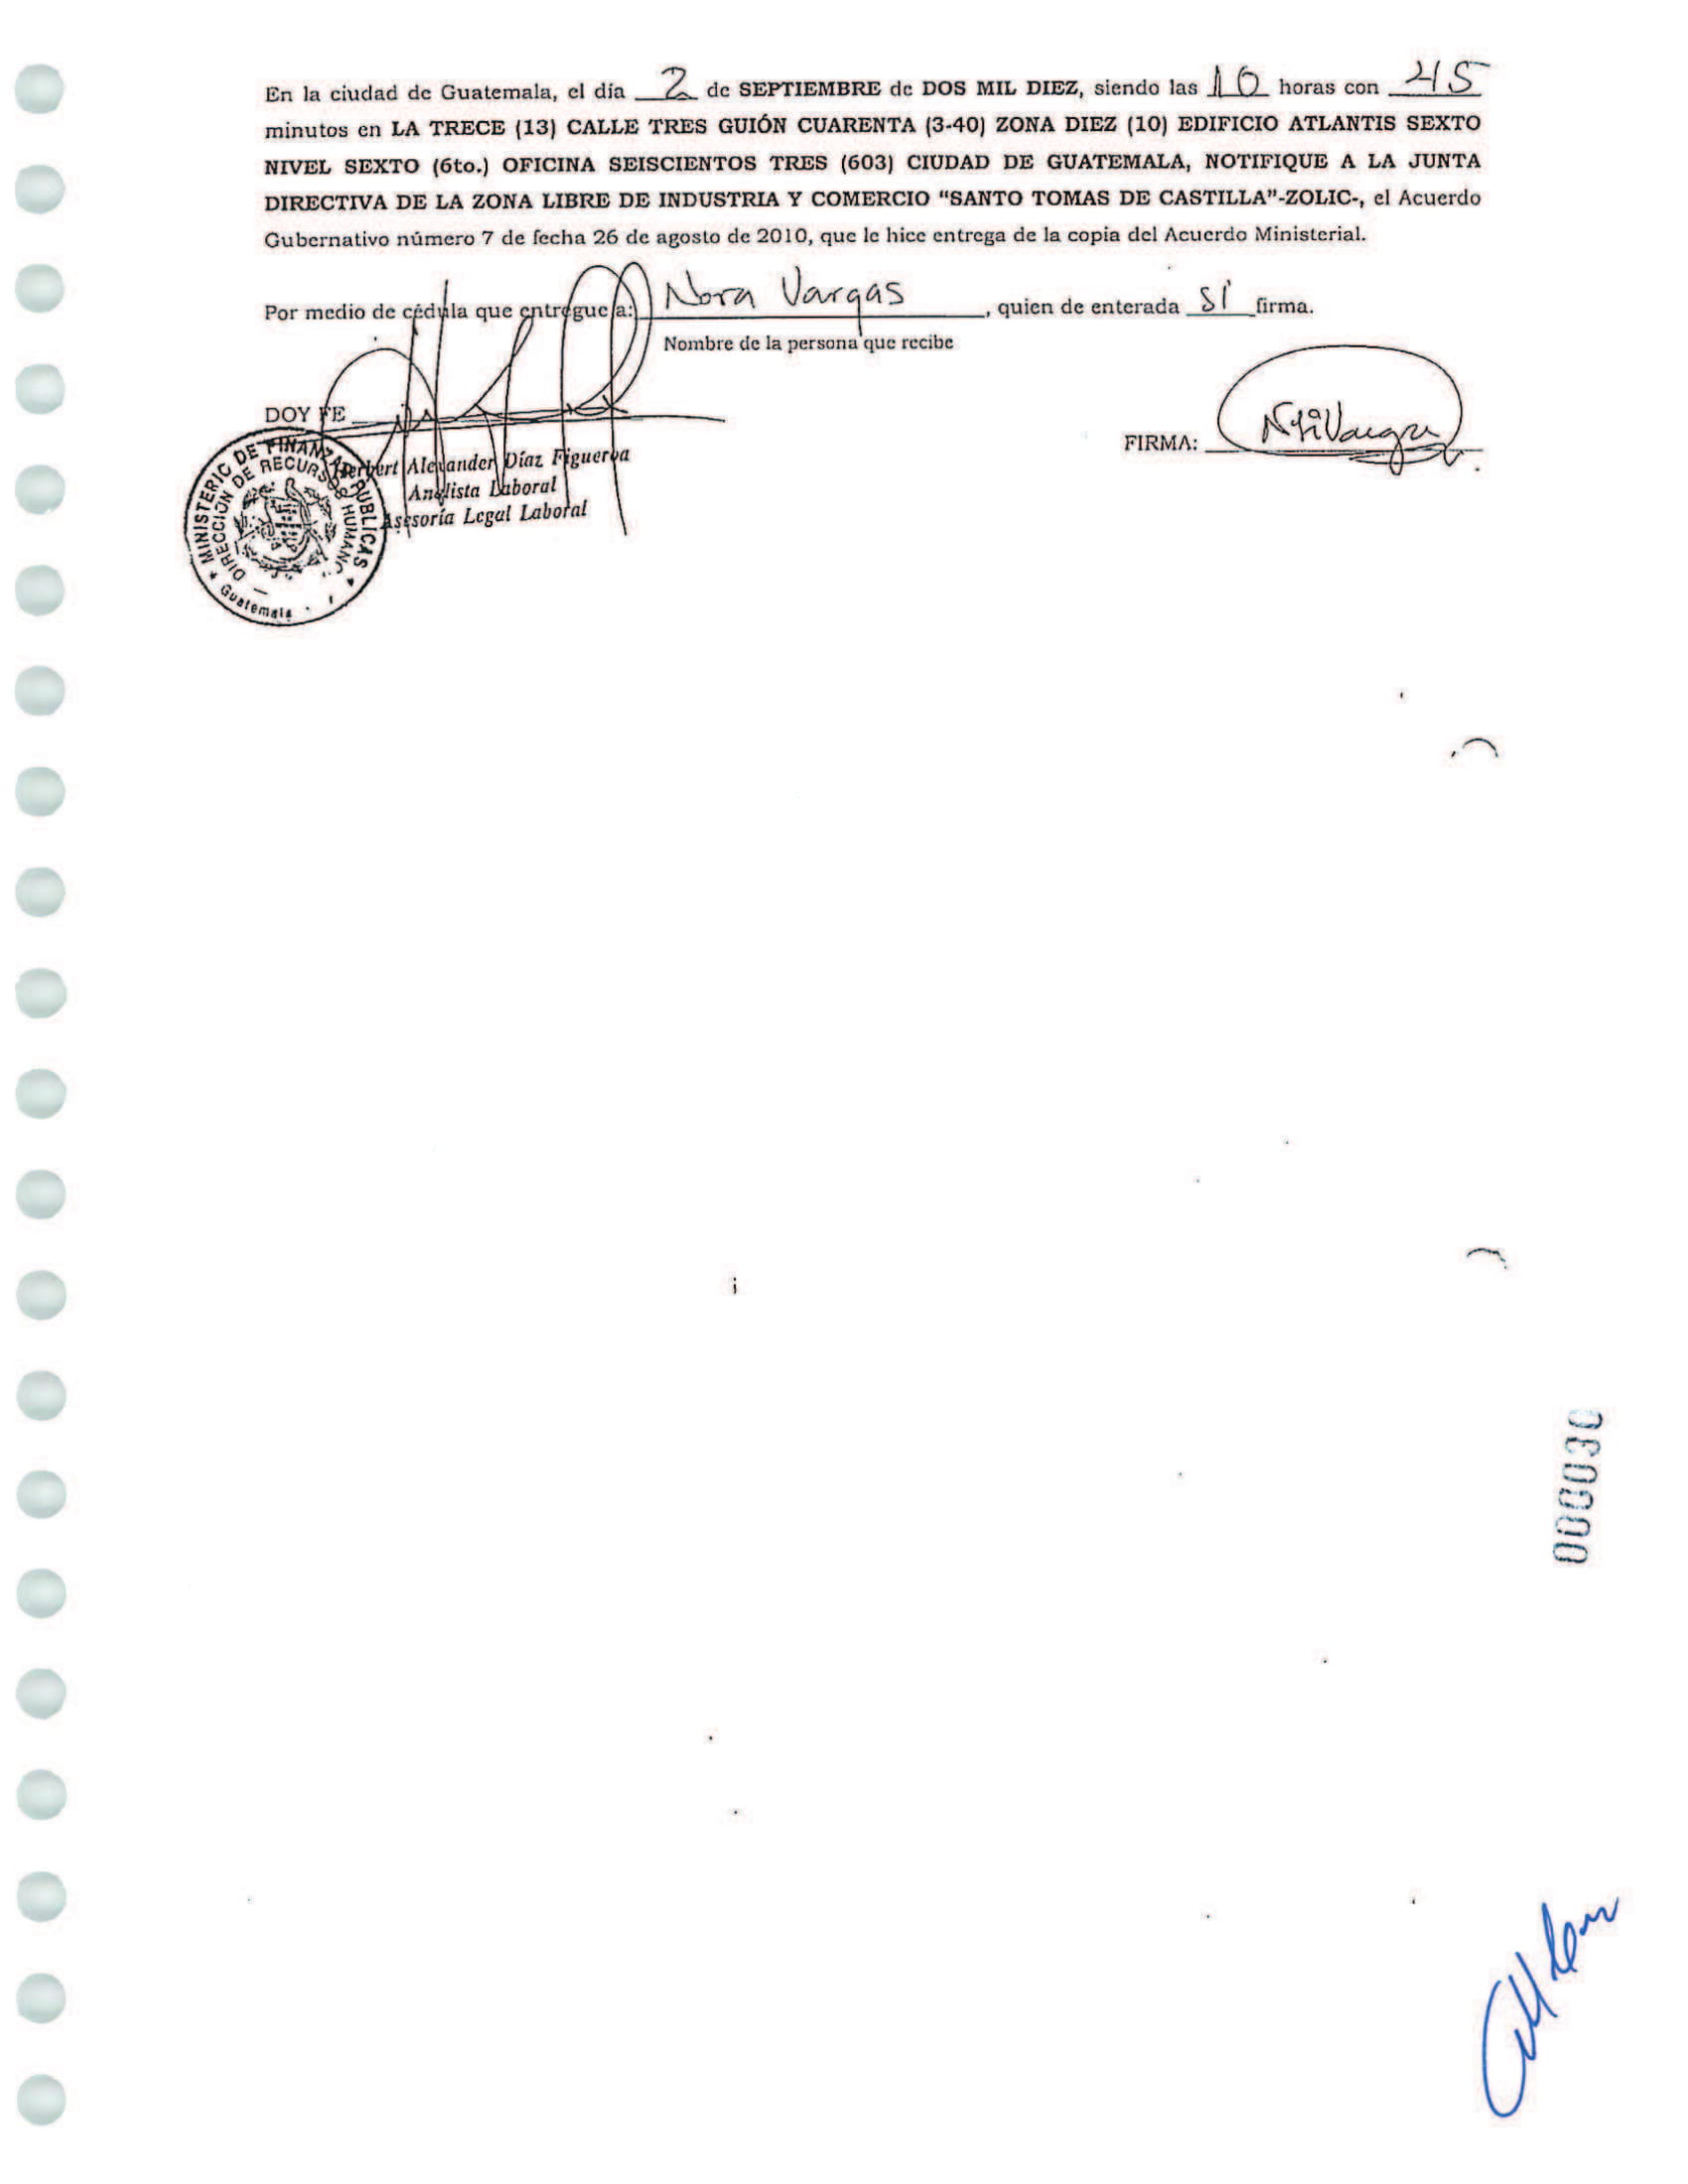 En la ciudad de Guatemala, el día 2 de SEPTIEMBRE de DOS MIL DIEZ, siendo las 10 horas con 45
minutos en LA TRECE (13) CALLE TRES GUIÓN CUARENTA (3-40) ZONA DIEZ (10) EDIFICIO ATLANTIS SEXTO
NIVEL SEXTO (6to.) OFICINA SEISCIENTOS TRES (603) CIUDAD DE GUATEMALA, NOTIFIQUE A LA JUNTA
DIRECTIVA DE LA ZONA LIBRE DE INDUSTRIA Y COMERCIO "SANTO TOMAS DE CASTILLA"-ZOLIC-, el Acuerdo
Gubernativo número 7 de fecha 26 de agosto de 2010, que le hice entrega de la copia del Acuerdo Ministerial.
Por medio de cédula que entregue a: Nora Vargas, quien de enterada SÍ firma.
Nombre de la persona que recibe
DOY FE
FIRMA:
Herbert Alexander Díaz Figueroa
Analista Laboral
Asesoría Legal Laboral
MINISTERIO DE FINANZAS PUBLICAS
DIRECCIÓN DE RECURSOS HUMANO
Guatemala
000030